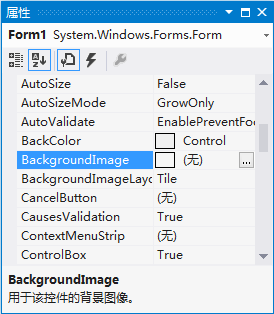 属性
Form1 System.Windows.Forms.Form
AutoSize False
AutoSizeMode GrowOnly
AutoValidate EnablePreventFoc
BackColor Control
BackgroundImage (无) ...
BackgroundImageLayo Tile
CancelButton (无)
CausesValidation True
ContextMenuStrip (无)
ControlBox True
BackgroundImage
用于该控件的背景图像。